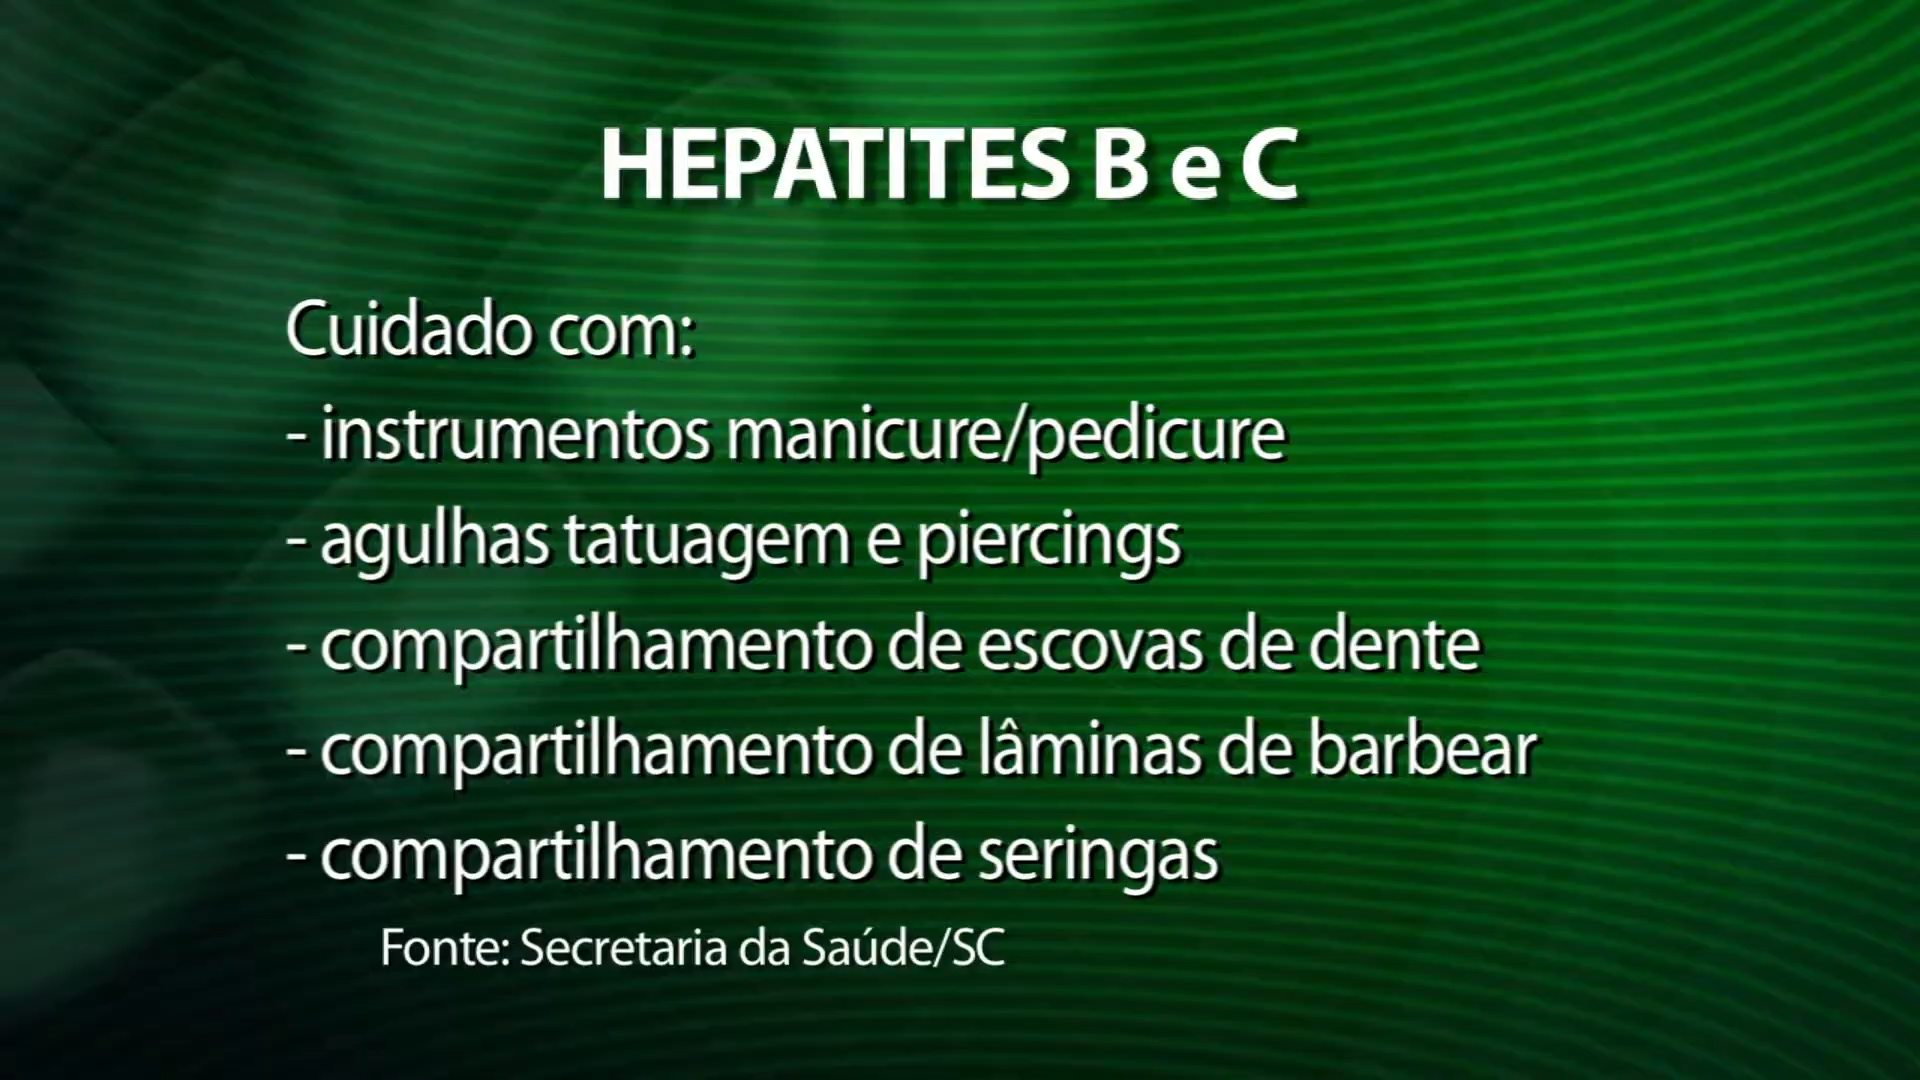 HEPATITES B e C
Cuidado com:
- instrumentos manicure/pedicure
- agulhas tatuagem e piercings
- compartilhamento de escovas de dente
- compartilhamento de lâminas de barbear
- compartilhamento de seringas
Fonte: Secretaria da Saúde/SC